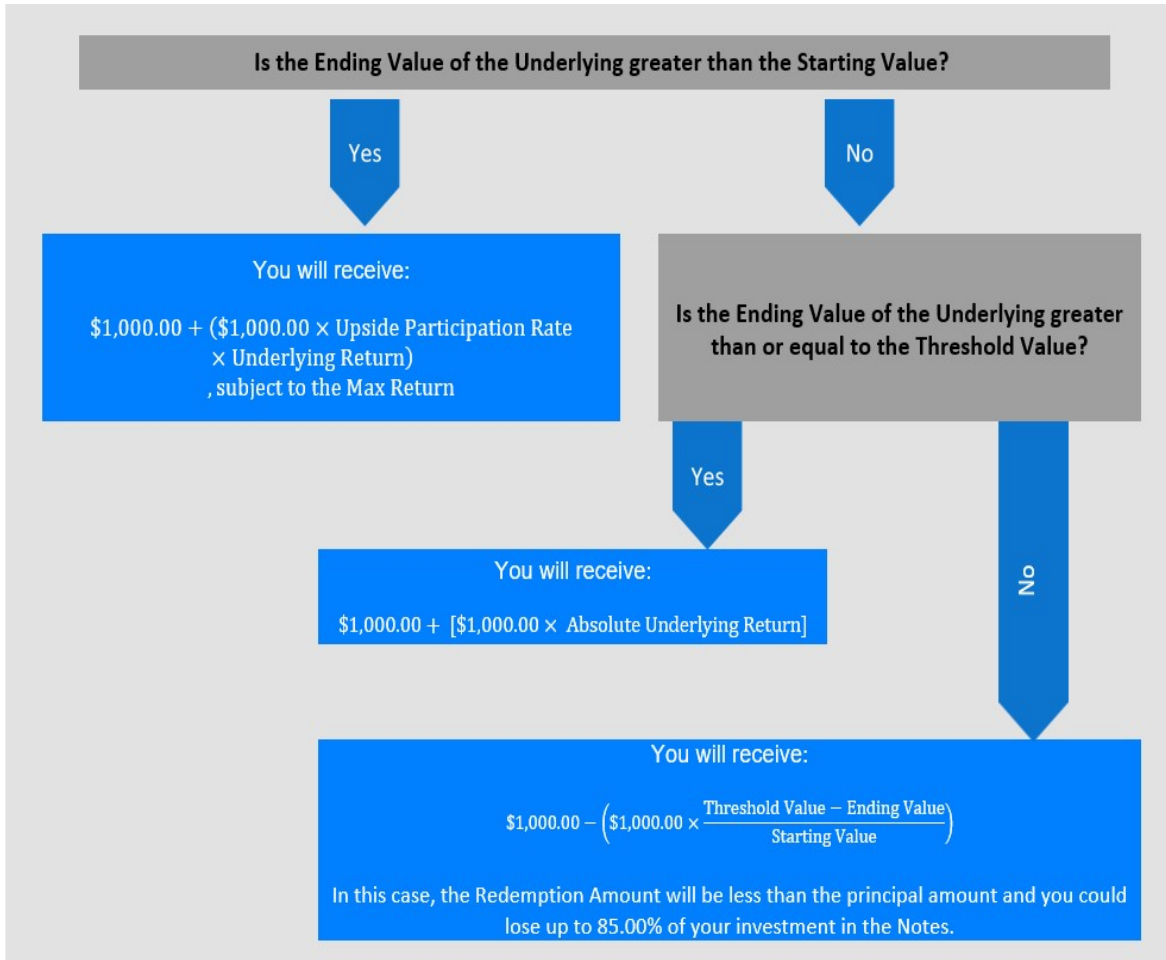 Is the Ending Value of the Underlying greater than the Starting Value?
Yes
No
You will receive:
$1,000.00 + ($1,000.00 × Upside Participation Rate
× Underlying Return)
, subject to the Max Return
Is the Ending Value of the Underlying greater
than or equal to the Threshold Value?
Yes
No
You will receive:
$1,000.00 + [$1,000.00 × Absolute Underlying Return]
You will receive:
$1,000.00 − ($1,000.00 × Threshold Value − Ending Value / Starting Value)
In this case, the Redemption Amount will be less than the principal amount and you could
lose up to 85.00% of your investment in the Notes.